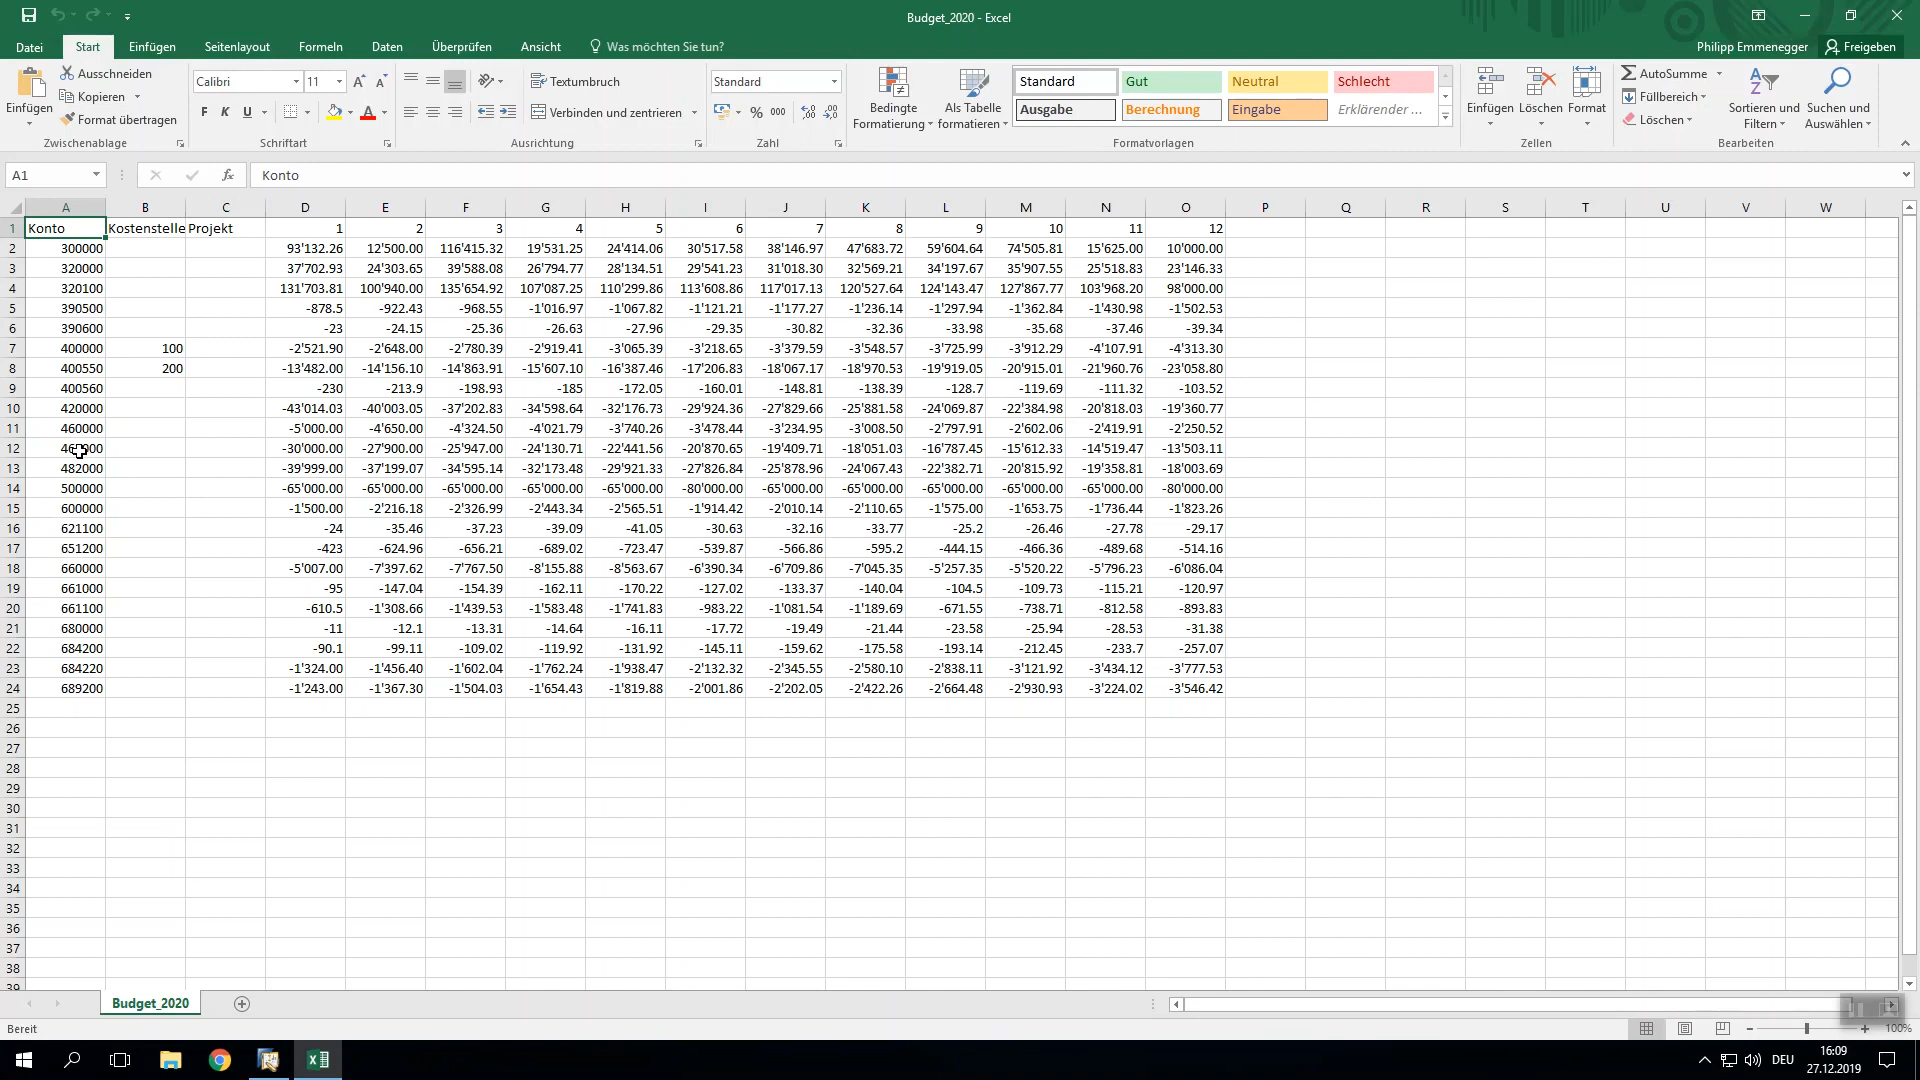 Budget_2020 - Excel
Datei Start Einfügen Seitenlayout Formeln Daten Überprüfen Ansicht Was möchten Sie tun? Philipp Emmenegger Freigeben
Einfügen
Ausschneiden
Kopieren
Format übertragen
Zwischenablage
Calibri 11
F K U
Schriftart
Textumbruch
Verbinden und zentrieren
Ausrichtung
Standard
% 000
Zahl
Bedingte Formatierung
Als Tabelle formatieren
Standard Gut Neutral Schlecht
Ausgabe Berechnung Eingabe Erklärender ...
Formatvorlagen
Einfügen Löschen Format
Zellen
AutoSumme
Füllbereich
Löschen
Sortieren und Filtern
Suchen und Auswählen
Bearbeiten
A1 fx Konto
A B C D E F G H I J K L M N O P Q R S T U V W
1 Konto Kostenstelle Projekt 1 2 3 4 5 6 7 8 9 10 11 12
2 300000 93'132.26 12'500.00 116'415.32 19'531.25 24'414.06 30'517.58 38'146.97 47'683.72 59'604.64 74'505.81 15'625.00 10'000.00
3 320000 37'702.93 24'303.65 39'588.08 26'794.77 28'134.51 29'541.23 31'018.30 32'569.21 34'197.67 35'907.55 25'518.83 23'146.33
4 320100 131'703.81 100'940.00 135'654.92 107'087.25 110'299.86 113'608.86 117'017.13 120'527.64 124'143.47 127'867.77 103'968.20 98'000.00
5 390500 -878.5 -922.43 -968.55 -1'016.97 -1'067.82 -1'121.21 -1'177.27 -1'236.14 -1'297.94 -1'362.84 -1'430.98 -1'502.53
6 390600 -23 -24.15 -25.36 -26.63 -27.96 -29.35 -30.82 -32.36 -33.98 -35.68 -37.46 -39.34
7 400000 100 -2'521.90 -2'648.00 -2'780.39 -2'919.41 -3'065.39 -3'218.65 -3'379.59 -3'548.57 -3'725.99 -3'912.29 -4'107.91 -4'313.30
8 400550 200 -13'482.00 -14'156.10 -14'863.91 -15'607.10 -16'387.46 -17'206.83 -18'067.17 -18'970.53 -19'919.05 -20'915.01 -21'960.76 -23'058.80
9 400560 -230 -213.9 -198.93 -185 -172.05 -160.01 -148.81 -138.39 -128.7 -119.69 -111.32 -103.52
10 420000 -43'014.03 -40'003.05 -37'202.83 -34'598.64 -32'176.73 -29'924.36 -27'829.66 -25'881.58 -24'069.87 -22'384.98 -20'818.03 -19'360.77
11 460000 -5'000.00 -4'650.00 -4'324.50 -4'021.79 -3'740.26 -3'478.44 -3'234.95 -3'008.50 -2'797.91 -2'602.06 -2'419.91 -2'250.52
12 -30'000.00 -27'900.00 -25'947.00 -24'130.71 -22'441.56 -20'870.65 -19'409.71 -18'051.03 -16'787.45 -15'612.33 -14'519.47 -13'503.11
13 482000 -39'999.00 -37'199.07 -34'595.14 -32'173.48 -29'921.33 -27'826.84 -25'878.96 -24'067.43 -22'382.71 -20'815.92 -19'358.81 -18'003.69
14 500000 -65'000.00 -65'000.00 -65'000.00 -65'000.00 -65'000.00 -80'000.00 -65'000.00 -65'000.00 -65'000.00 -65'000.00 -65'000.00 -80'000.00
15 600000 -1'500.00 -2'216.18 -2'326.99 -2'443.34 -2'565.51 -1'914.42 -2'010.14 -2'110.65 -1'575.00 -1'653.75 -1'736.44 -1'823.26
16 621100 -24 -35.46 -37.23 -39.09 -41.05 -30.63 -32.16 -33.77 -25.2 -26.46 -27.78 -29.17
17 651200 -423 -624.96 -656.21 -689.02 -723.47 -539.87 -566.86 -595.2 -444.15 -466.36 -489.68 -514.16
18 660000 -5'007.00 -7'397.62 -7'767.50 -8'155.88 -8'563.67 -6'390.34 -6'709.86 -7'045.35 -5'257.35 -5'520.22 -5'796.23 -6'086.04
19 661000 -95 -147.04 -154.39 -162.11 -170.22 -127.02 -133.37 -140.04 -104.5 -109.73 -115.21 -120.97
20 661100 -610.5 -1'308.66 -1'439.53 -1'583.48 -1'741.83 -983.22 -1'081.54 -1'189.69 -671.55 -738.71 -812.58 -893.83
21 680000 -11 -12.1 -13.31 -14.64 -16.11 -17.72 -19.49 -21.44 -23.58 -25.94 -28.53 -31.38
22 684200 -90.1 -99.11 -109.02 -119.92 -131.92 -145.11 -159.62 -175.58 -193.14 -212.45 -233.7 -257.07
23 684220 -1'324.00 -1'456.40 -1'602.04 -1'762.24 -1'938.47 -2'132.32 -2'345.55 -2'580.10 -2'838.11 -3'121.92 -3'434.12 -3'777.53
24 689200 -1'243.00 -1'367.30 -1'504.03 -1'654.43 -1'819.88 -2'001.86 -2'202.05 -2'422.26 -2'664.48 -2'930.93 -3'224.02 -3'546.42
25
26
27
28
29
30
31
32
33
34
35
36
37
38
39
Budget_2020
Bereit 100%
DEU 16:09
27.12.2019